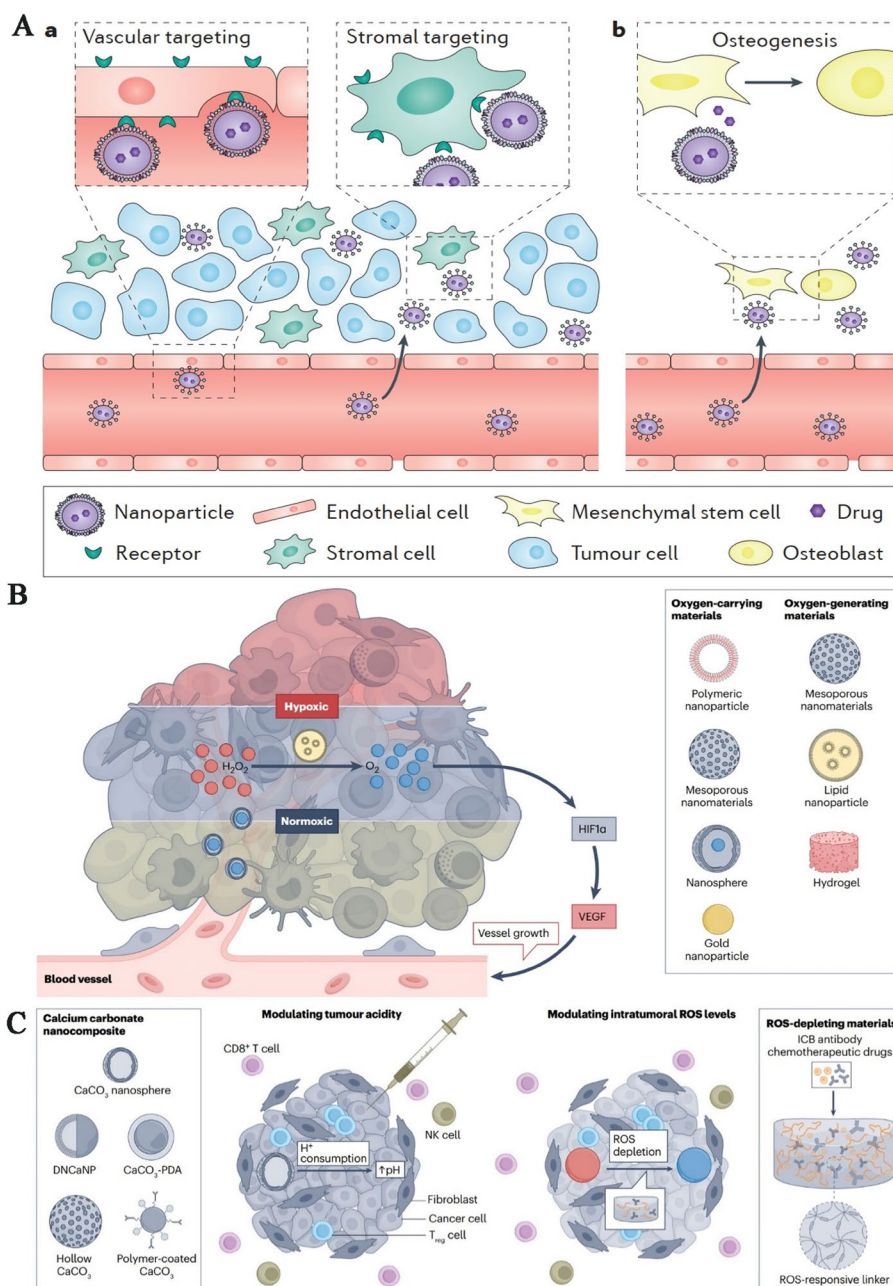 A
a
Vascular targeting
Stromal targeting
b
Osteogenesis
Nanoparticle
Endothelial cell
Mesenchymal stem cell
Drug
Receptor
Stromal cell
Tumour cell
Osteoblast
B
Hypoxic
H₂O₂
O₂
Normoxic
HIF1α
VEGF
Vessel growth
Blood vessel
Oxygen-carrying
materials
Polymeric
nanoparticle
Mesoporous
nanomaterials
Nanosphere
Gold
nanoparticle
Oxygen-generating
materials
Mesoporous
nanomaterials
Lipid
nanoparticle
Hydrogel
C
Calcium carbonate
nanocomposite
CaCO₃ nanosphere
DNCaNP
CaCO₃-PDA
Hollow
CaCO₃
Polymer-coated
CaCO₃
Modulating tumour acidity
CD8⁺ T cell
NK cell
H⁺
consumption
↑pH
Fibroblast
Cancer cell
T_reg cell
Modulating intratumoral ROS levels
ROS
depletion
ROS-depleting materials
ICB antibody
chemotherapeutic drugs
ROS-responsive linker